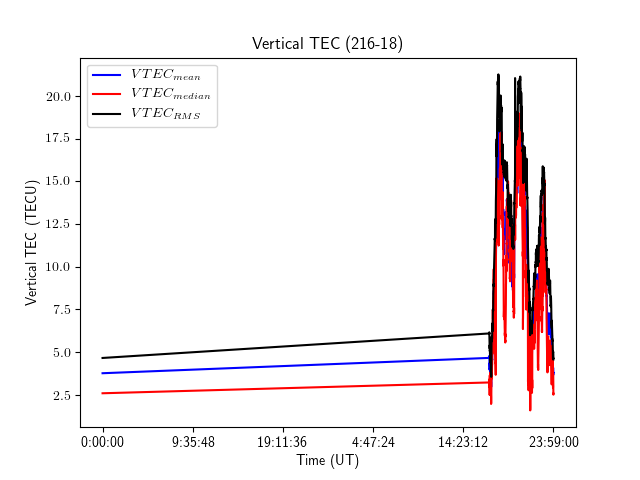 Vertical TEC (216-18)
VTEC_mean
VTEC_median
VTEC_RMS
20.0
17.5
15.0
12.5
10.0
7.5
5.0
2.5
Vertical TEC (TECU)
0:00:00 9:35:48 19:11:36 4:47:24 14:23:12 23:59:00
Time (UT)